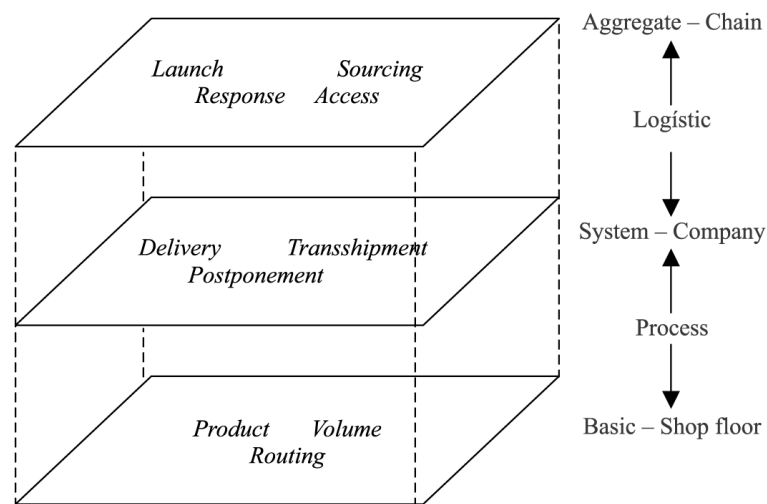 Aggregate – Chain
Launch Sourcing
Response Access
Logístic
System – Company
Delivery Transshipment
Postponement
Process
Basic – Shop floor
Product Volume
Routing